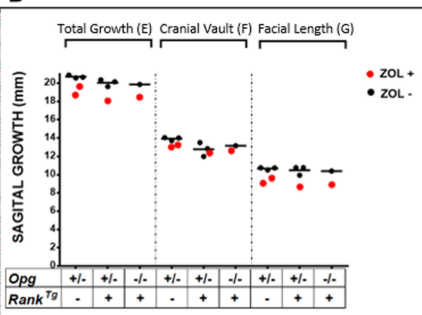 Total Growth (E) Cranial Vault (F) Facial Length (G)
ZOL +
ZOL -
SAGITAL GROWTH (mm)
20
18
16
14
12
10
8
6
4
2
0
Opg +/- +/- -/- +/- +/- -/- +/- +/- -/-
Rank Tg - + + - + + - + +